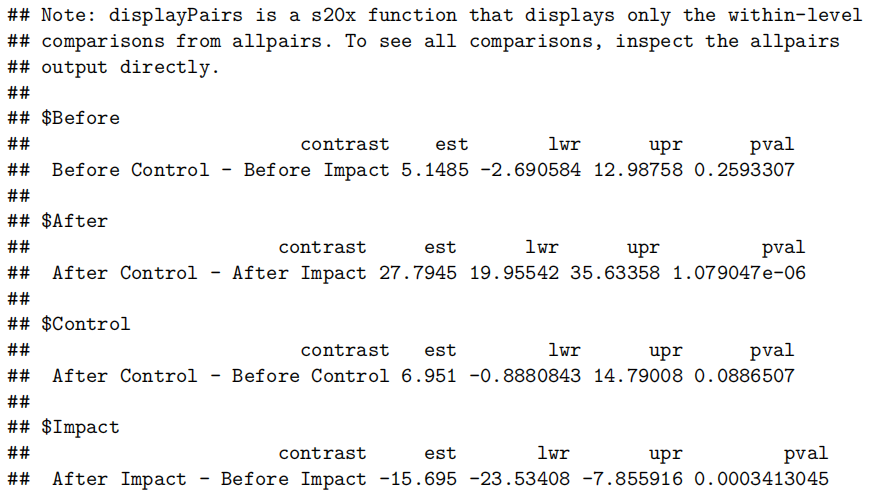 ## Note: displayPairs is a s20x function that displays only the within-level
## comparisons from allpairs. To see all comparisons, inspect the allpairs
## output directly.
##
## $Before
##                         contrast    est       lwr      upr      pval
##  Before Control - Before Impact 5.1485 -2.690584 12.98758 0.2593307
##
## $After
##                       contrast     est      lwr      upr         pval
##  After Control - After Impact 27.7945 19.95542 35.63358 1.079047e-06
##
## $Control
##                         contrast   est        lwr      upr      pval
##  After Control - Before Control 6.951 -0.8880843 14.79008 0.0886507
##
## $Impact
##                       contrast     est       lwr       upr         pval
##  After Impact - Before Impact -15.695 -23.53408 -7.855916 0.0003413045